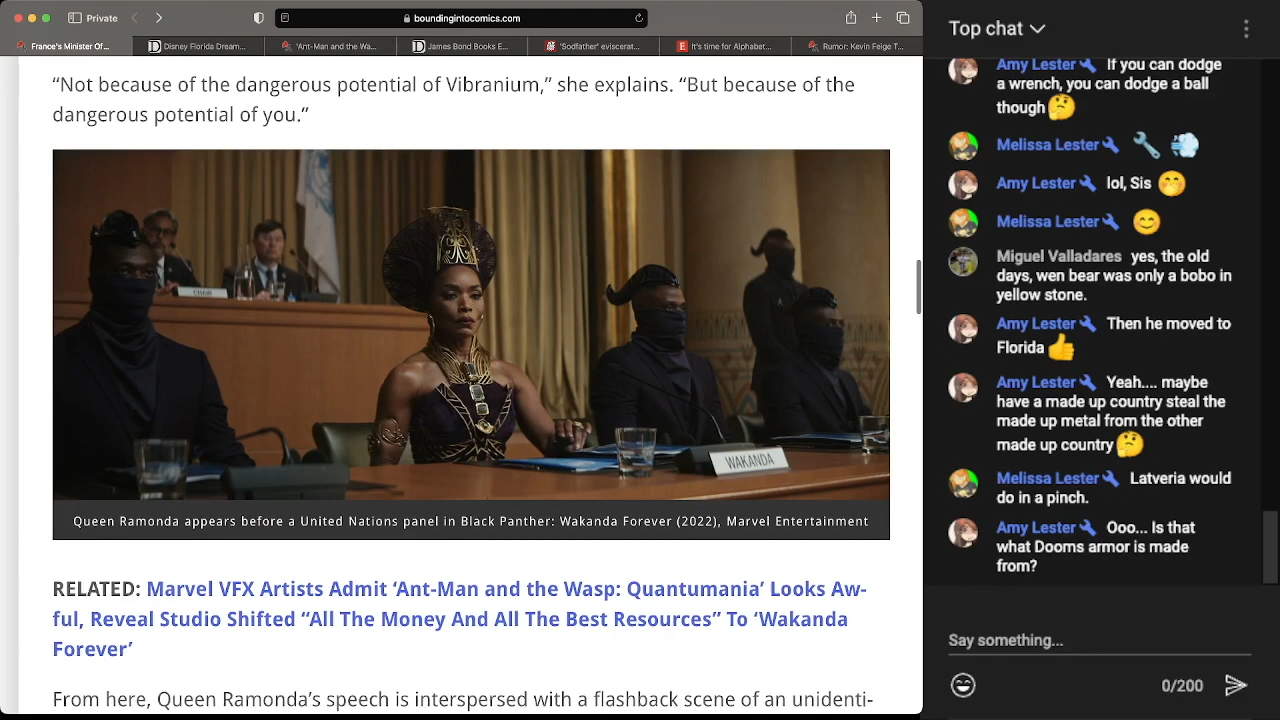 Private
boundingintocomics.com
France's Minister Of...
Disney Florida Dream...
'Ant-Man and the Wa...
James Bond Books E...
'Sodfather' eviscerat...
It's time for Alphabet...
Rumor: Kevin Feige T...
“Not because of the dangerous potential of Vibranium,” she explains. “But because of the
dangerous potential of you.”
CHAIR
WAKANDA
Queen Ramonda appears before a United Nations panel in Black Panther: Wakanda Forever (2022), Marvel Entertainment
RELATED: Marvel VFX Artists Admit ‘Ant-Man and the Wasp: Quantumania’ Looks Aw-
ful, Reveal Studio Shifted “All The Money And All The Best Resources” To ‘Wakanda
Forever’
From here, Queen Ramonda’s speech is interspersed with a flashback scene of an unidenti-
Top chat
Amy Lester If you can dodge
a wrench, you can dodge a ball
though
Melissa Lester
Amy Lester lol, Sis
Melissa Lester
Miguel Valladares yes, the old
days, wen bear was only a bobo in
yellow stone.
Amy Lester Then he moved to
Florida
Amy Lester Yeah.... maybe
have a made up country steal the
made up metal from the other
made up country
Melissa Lester Latveria would
do in a pinch.
Amy Lester Ooo... Is that
what Dooms armor is made
from?
Say something...
0/200